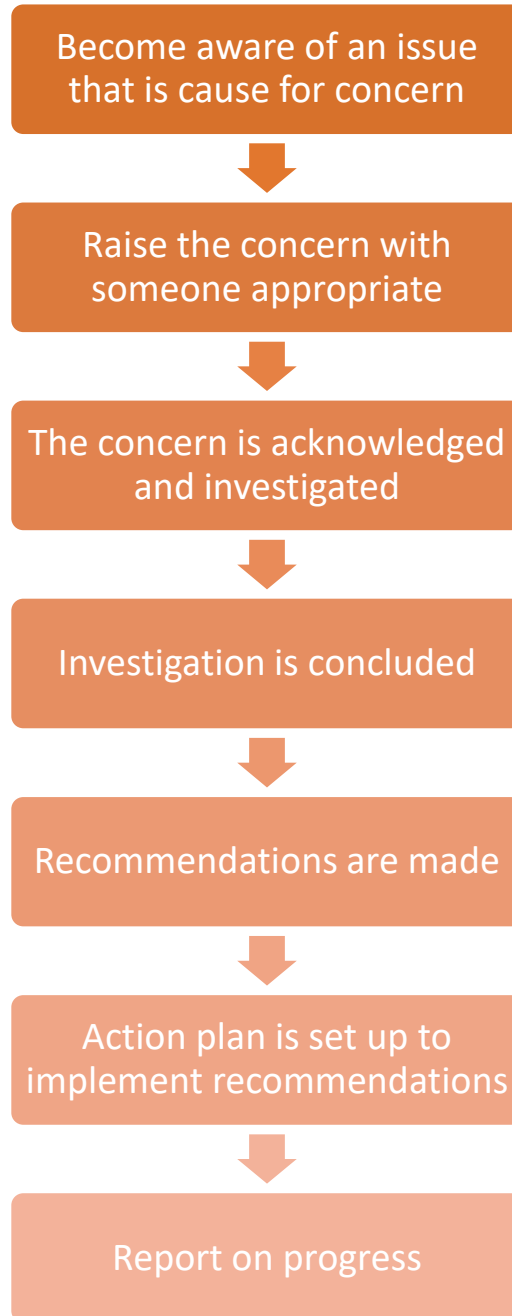 Become aware of an issue
that is cause for concern
Raise the concern with
someone appropriate
The concern is acknowledged
and investigated
Investigation is concluded
Recommendations are made
Action plan is set up to
implement recommendations
Report on progress